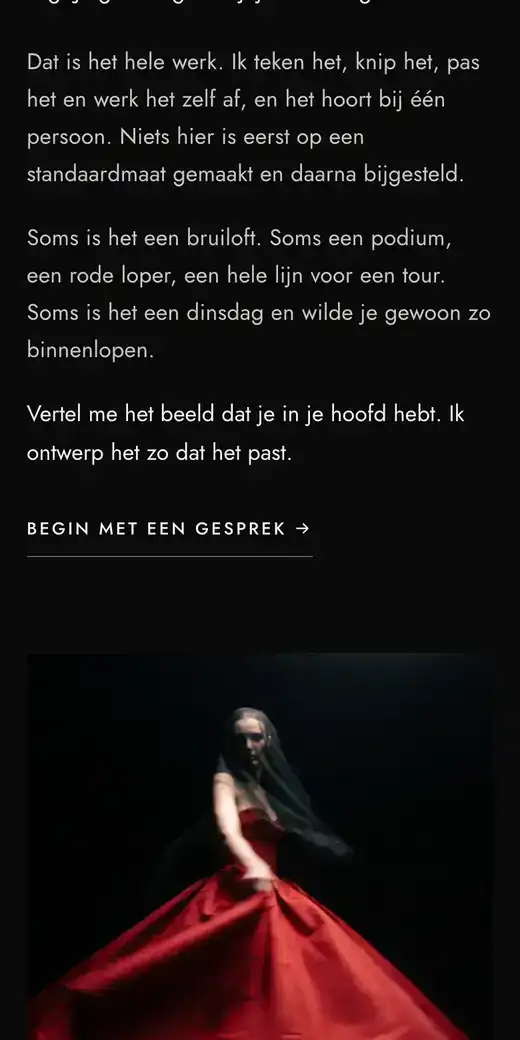 Dat is het hele werk. Ik teken het, knip het, pas
het en werk het zelf af, en het hoort bij één
persoon. Niets hier is eerst op een
standaardmaat gemaakt en daarna bijgesteld.
Soms is het een bruiloft. Soms een podium,
een rode loper, een hele lijn voor een tour.
Soms is het een dinsdag en wilde je gewoon zo
binnenlopen.
Vertel me het beeld dat je in je hoofd hebt. Ik
ontwerp het zo dat het past.
BEGIN MET EEN GESPREK →